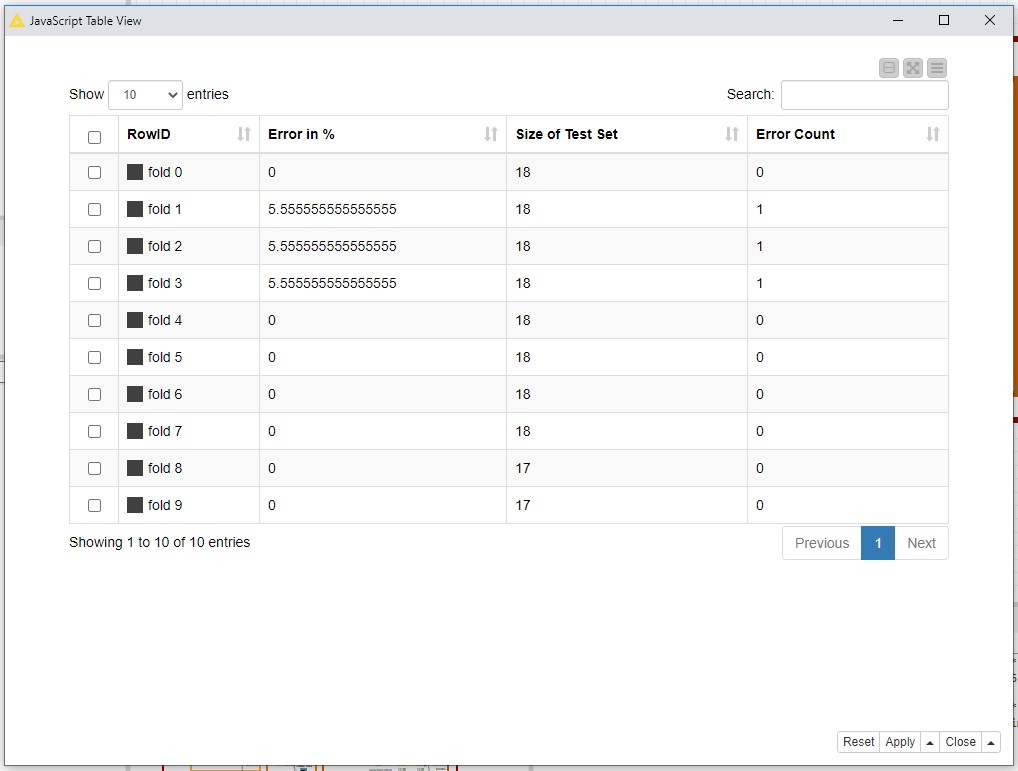 JavaScript Table View
Show 10 entries Search:
RowID Error in % Size of Test Set Error Count
fold 0 0 18 0
fold 1 5.555555555555555 18 1
fold 2 5.555555555555555 18 1
fold 3 5.555555555555555 18 1
fold 4 0 18 0
fold 5 0 18 0
fold 6 0 18 0
fold 7 0 18 0
fold 8 0 17 0
fold 9 0 17 0
Showing 1 to 10 of 10 entries Previous 1 Next
Reset Apply Close